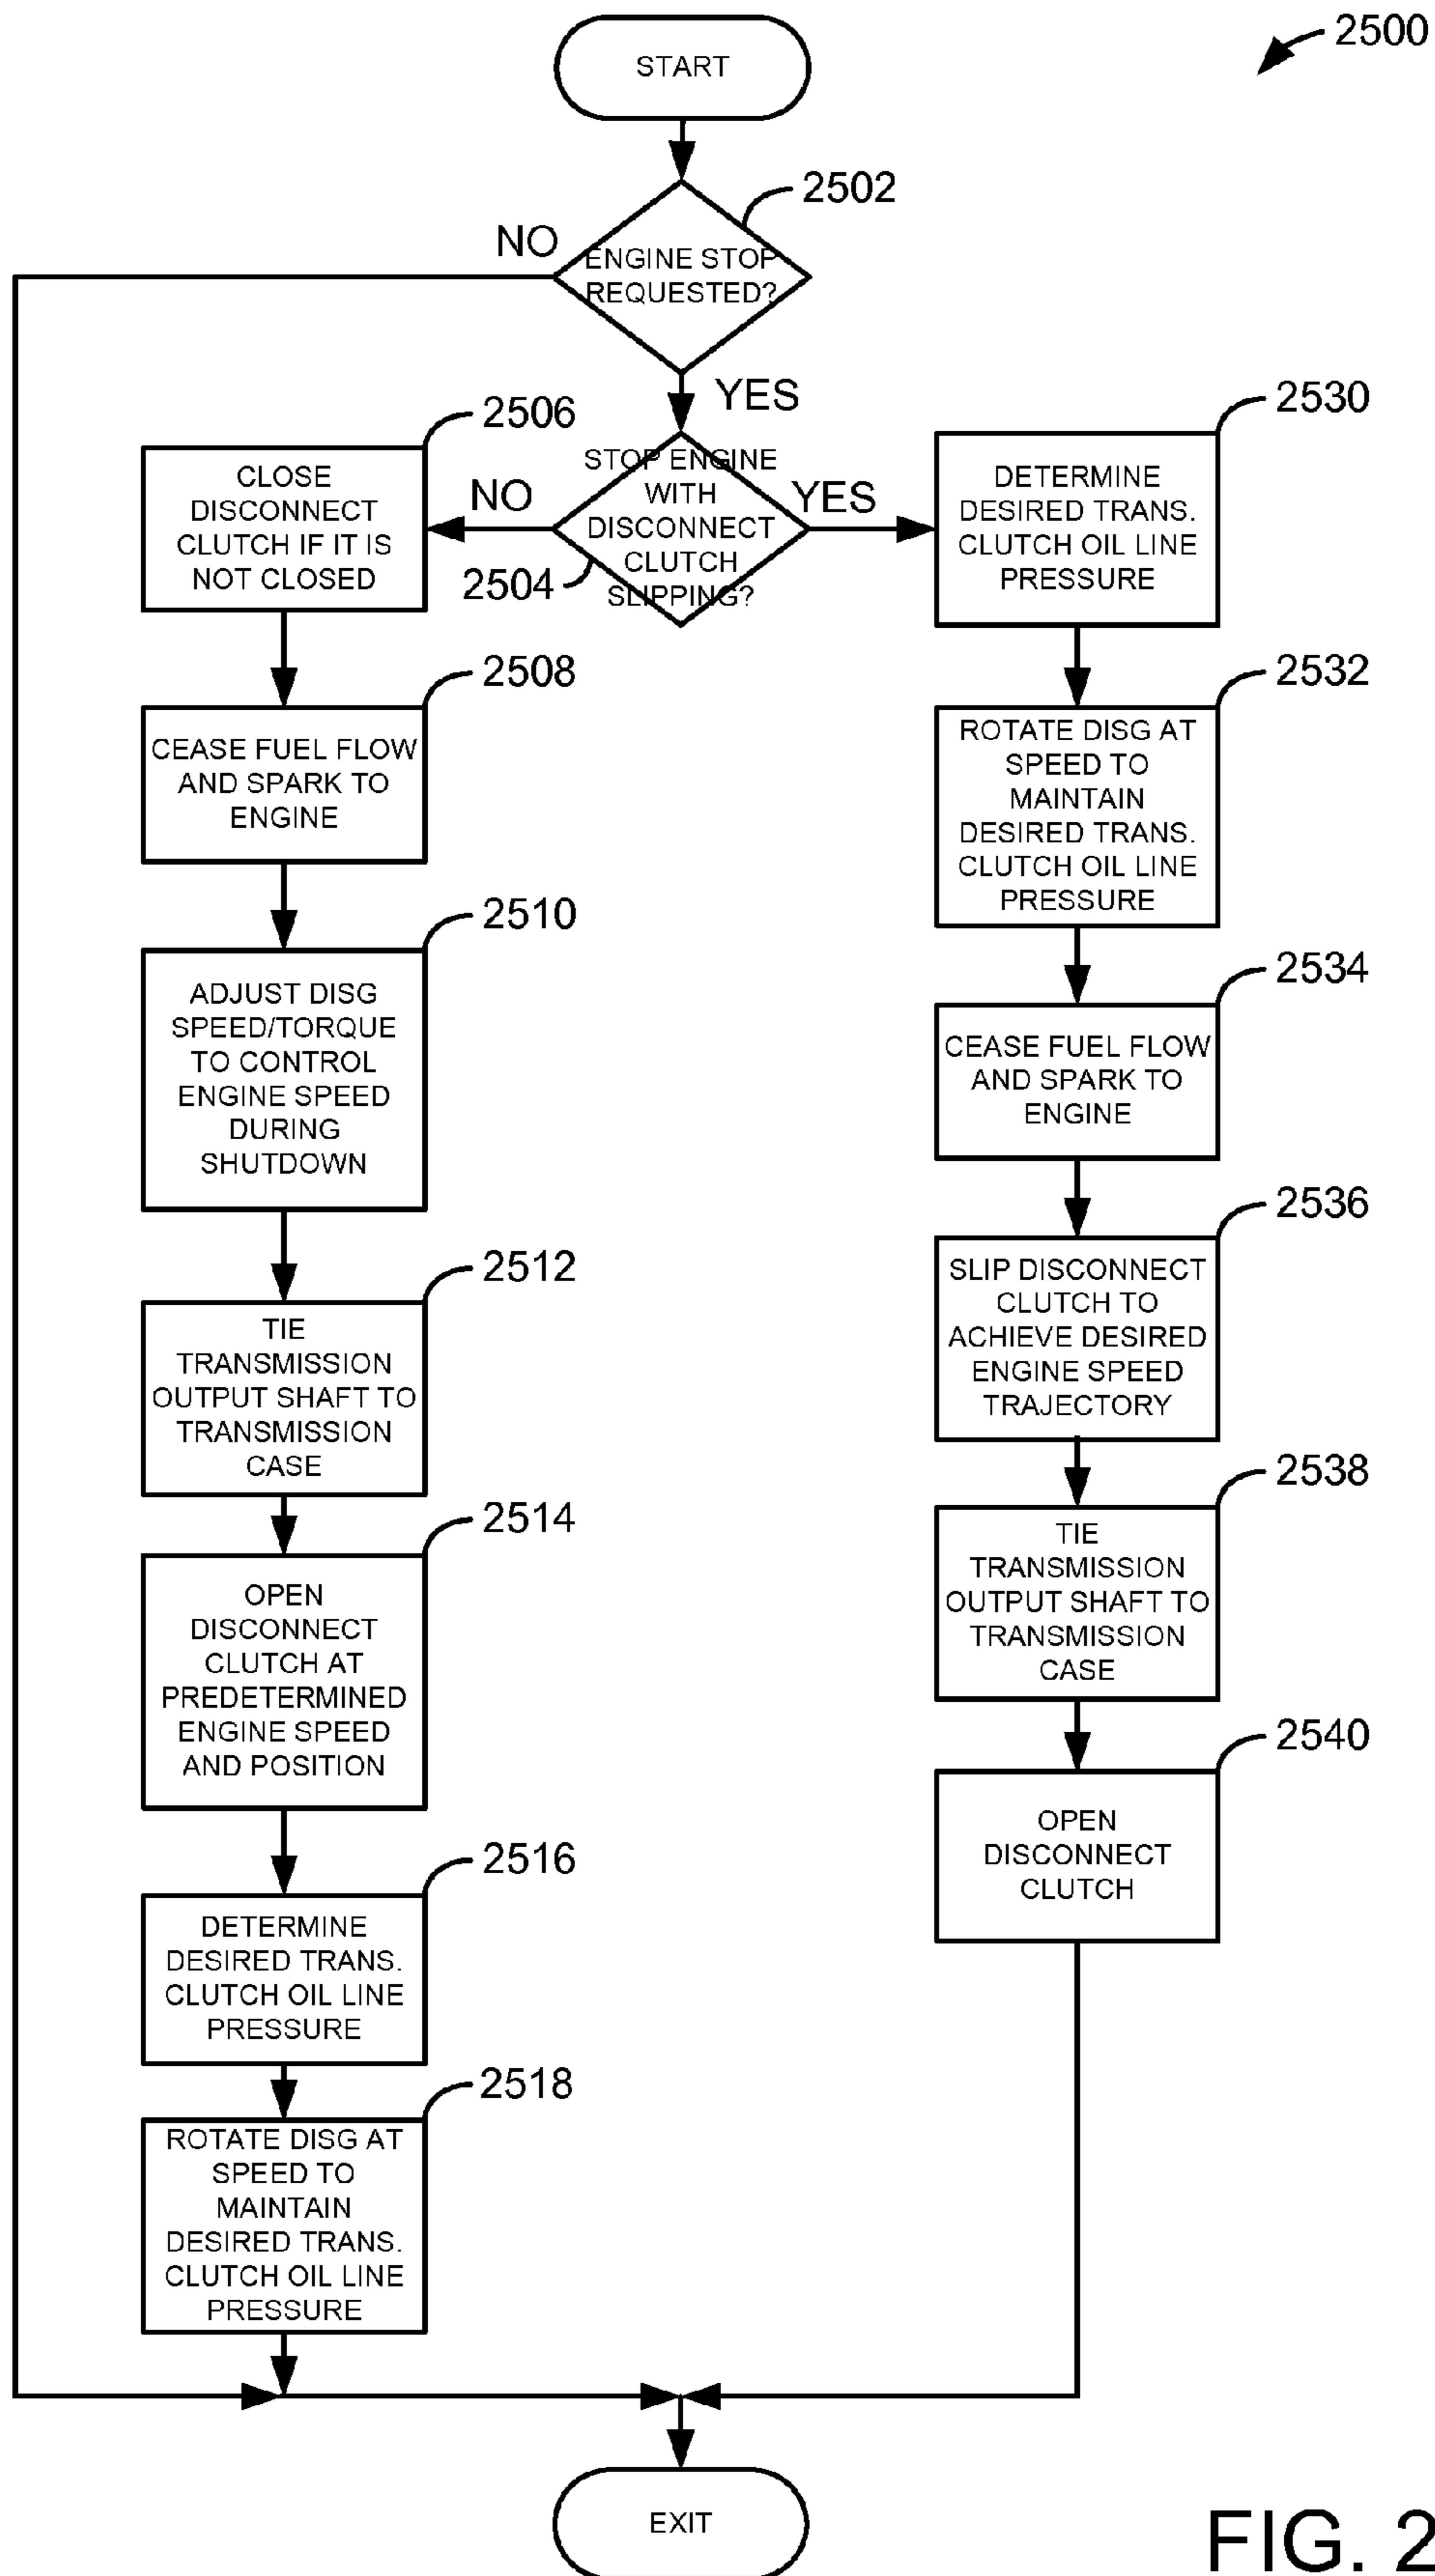 2500
START
2502
NO
ENGINE STOP
REQUESTED?
YES
2504
STOP ENGINE
WITH
DISCONNECT
CLUTCH
SLIPPING?
NO
YES
2506
CLOSE
DISCONNECT
CLUTCH IF IT IS
NOT CLOSED
2508
CEASE FUEL FLOW
AND SPARK TO
ENGINE
2510
ADJUST DISG
SPEED/TORQUE
TO CONTROL
ENGINE SPEED
DURING
SHUTDOWN
2512
TIE
TRANSMISSION
OUTPUT SHAFT TO
TRANSMISSION
CASE
2514
OPEN
DISCONNECT
CLUTCH AT
PREDETERMINED
ENGINE SPEED
AND POSITION
2516
DETERMINE
DESIRED TRANS.
CLUTCH OIL LINE
PRESSURE
2518
ROTATE DISG AT
SPEED TO
MAINTAIN
DESIRED TRANS.
CLUTCH OIL LINE
PRESSURE
2530
DETERMINE
DESIRED TRANS.
CLUTCH OIL LINE
PRESSURE
2532
ROTATE DISG AT
SPEED TO
MAINTAIN
DESIRED TRANS.
CLUTCH OIL LINE
PRESSURE
2534
CEASE FUEL FLOW
AND SPARK TO
ENGINE
2536
SLIP DISCONNECT
CLUTCH TO
ACHIEVE DESIRED
ENGINE SPEED
TRAJECTORY
2538
TIE
TRANSMISSION
OUTPUT SHAFT TO
TRANSMISSION
CASE
2540
OPEN
DISCONNECT
CLUTCH
EXIT
FIG. 2